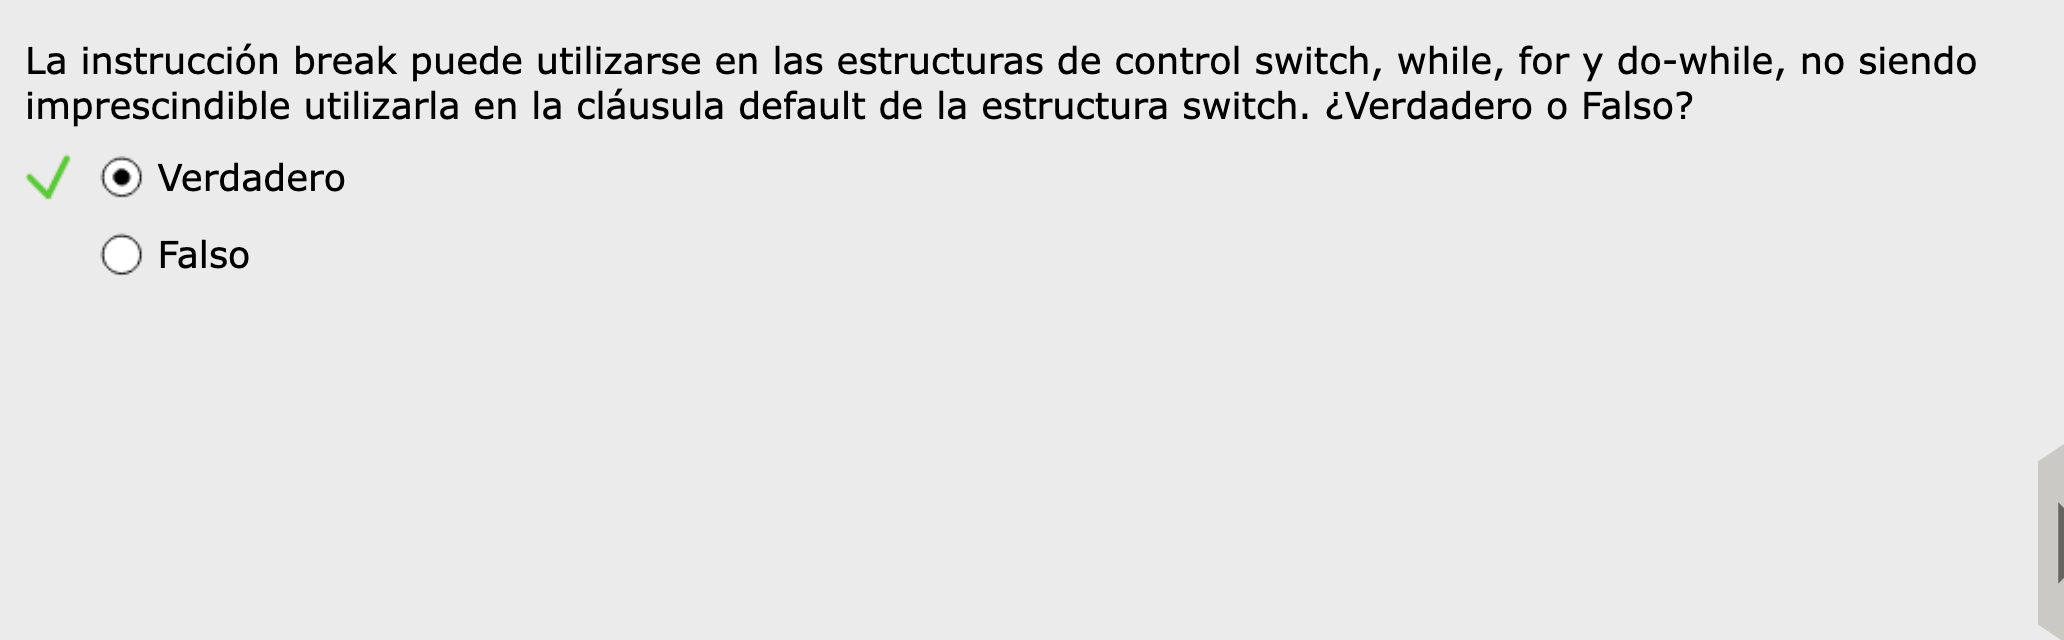 La instrucción break puede utilizarse en las estructuras de control switch, while, for y do-while, no siendo
imprescindible utilizarla en la cláusula default de la estructura switch. ¿Verdadero o Falso?
Verdadero
Falso